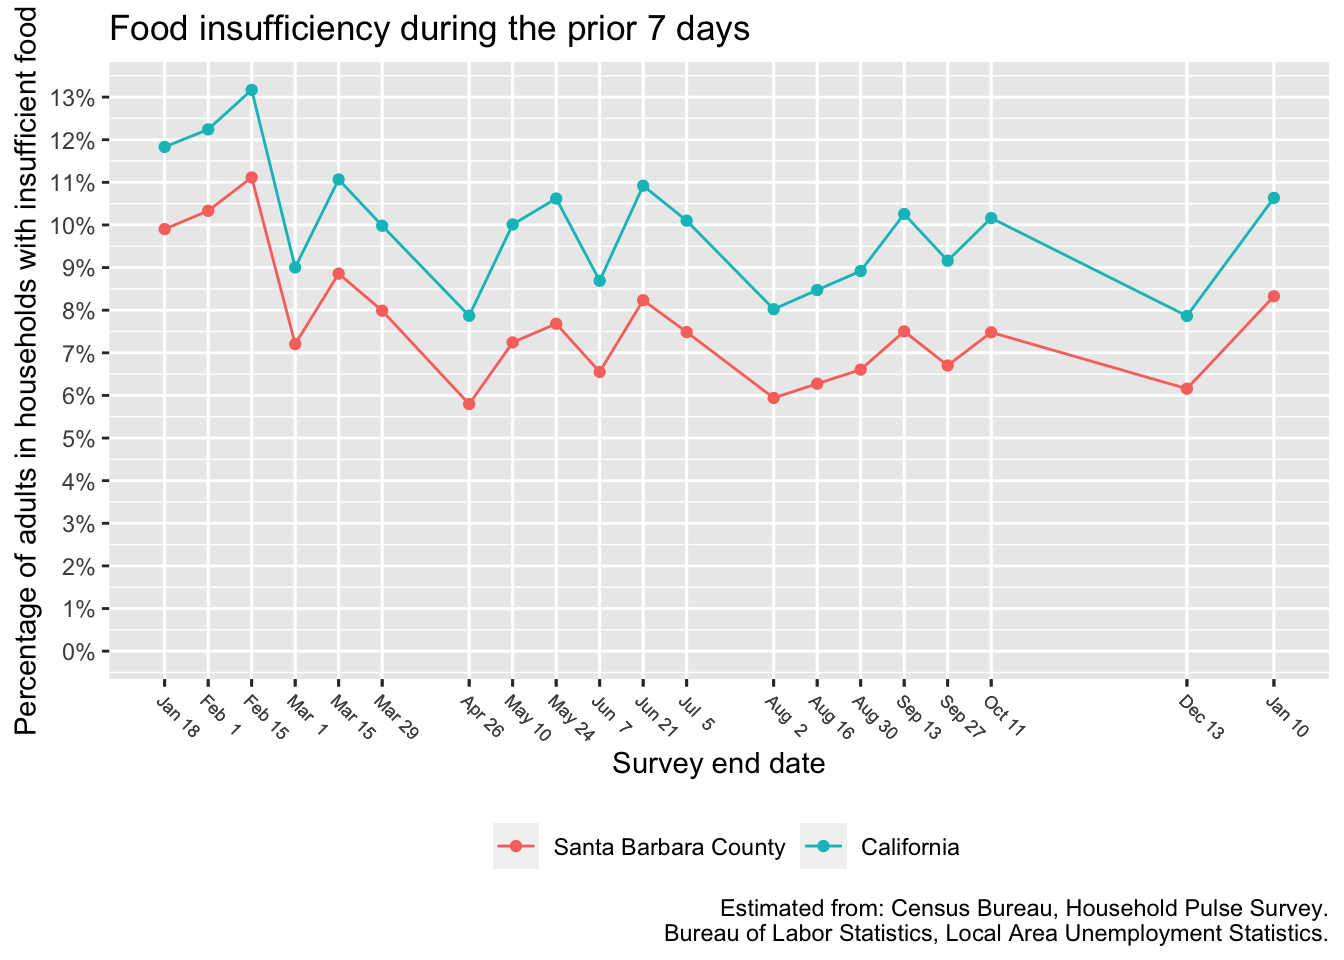 Food insufficiency during the prior 7 days
Percentage of adults in households with insufficient food
13%
12%
11%
10%
9%
8%
7%
6%
5%
4%
3%
2%
1%
0%
Jan 18
Feb 1
Feb 15
Mar 1
Mar 15
Mar 29
Apr 26
May 10
May 24
Jun 7
Jun 21
Jul 5
Aug 2
Aug 16
Aug 30
Sep 13
Sep 27
Oct 11
Dec 13
Jan 10
Survey end date
Santa Barbara County
California
Estimated from: Census Bureau, Household Pulse Survey.
Bureau of Labor Statistics, Local Area Unemployment Statistics.